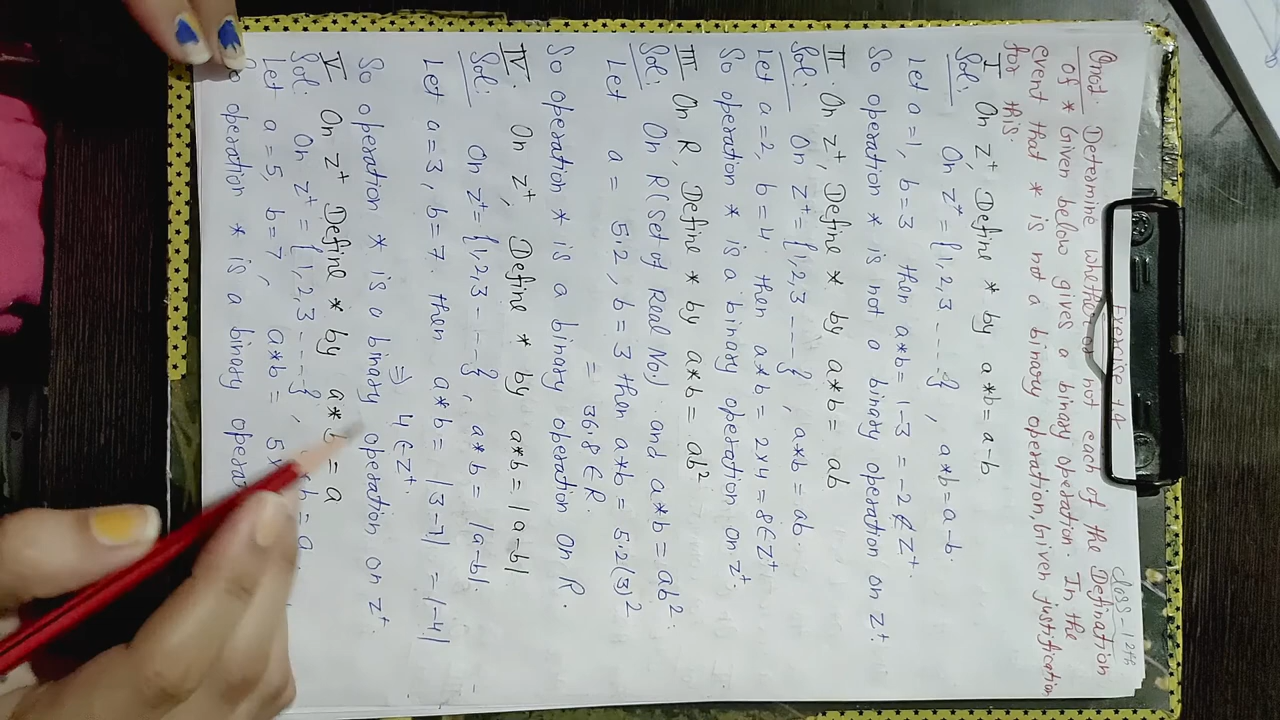 Exercise 1.4
class-12th
Qno1. Determine whether or not each of the Defination
of * Given below gives a binary operation. In the
event that * is not a binary operation, Given justification
for this.
I On z⁺, Define * by a*b = a-b.
Sol: On z⁺ = {1,2,3 ---} , a*b = a-b.
Let a=1, b=3 then a*b = 1-3 = -2 ∉ z⁺.
So operation * is not a binary operation on z⁺.
II. On z⁺, Define * by a*b = ab
Sol: On z⁺ = {1,2,3 ---} , a*b = ab.
Let a=2, b=4. then a*b = 2×4 = 8 ∈ z⁺
So operation * is a binary operation on z⁺.
III On R, Define * by a*b = ab²
Sol: On R (Set of Real No.) and a*b = ab².
Let a = 5.2, b=3 then a*b = 5.2(3)²
= 36.8 ∈ R.
So operation * is a binary operation on R.
IV. On z⁺, Define * by a*b = |a-b|
Sol: On z⁺ = {1,2,3 ---} , a*b = |a-b|.
Let a=3, b=7. then a*b = |3-7| = |-4|
⇒ 4 ∈ z⁺.
So operation * is a binary operation on z⁺.
V On z⁺ Define * by a*b = a
Sol: On z⁺ = {1,2,3 ---} , = a.
Let a=5, b=7, a*b = 5
So operation * is a binary